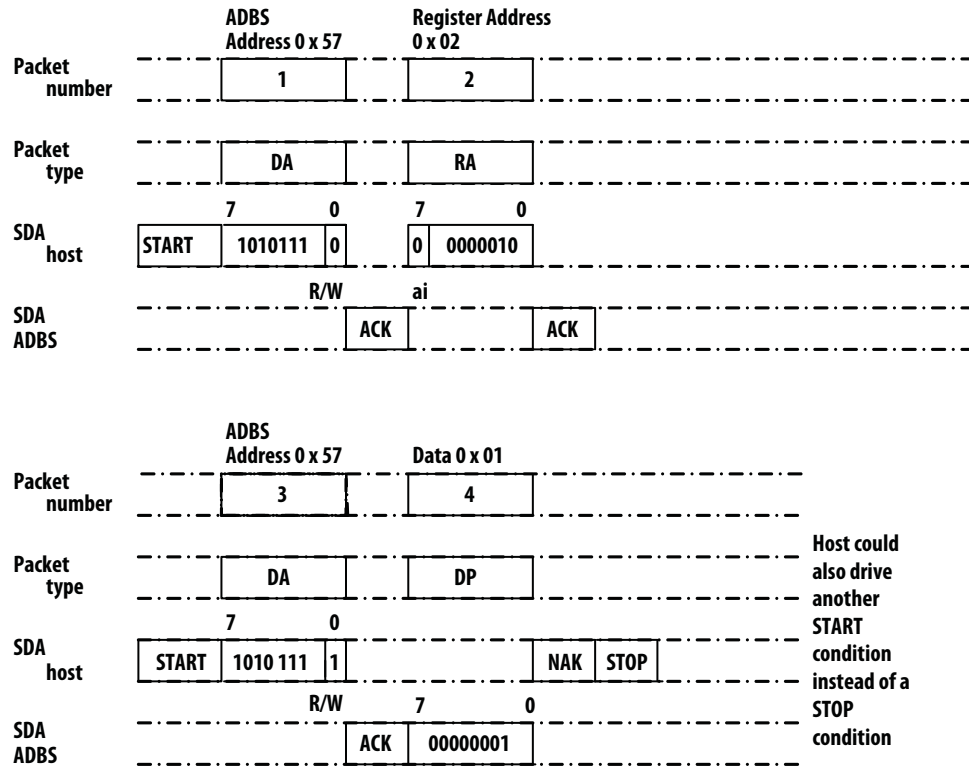 ADBS
Address 0 x 57
Register Address
0 x 02
Packet
number
1
2
Packet
type
DA
RA
7 0 7 0
SDA
host
START 1010111 0 0 0000010
R/W ai
SDA
ADBS
ACK ACK
ADBS
Address 0 x 57
Data 0 x 01
Packet
number
3
4
Packet
type
DA
DP
7 0
SDA
host
START 1010 111 1 NAK STOP
R/W 7 0
SDA
ADBS
ACK 00000001
Host could
also drive
another
START
condition
instead of a
STOP
condition